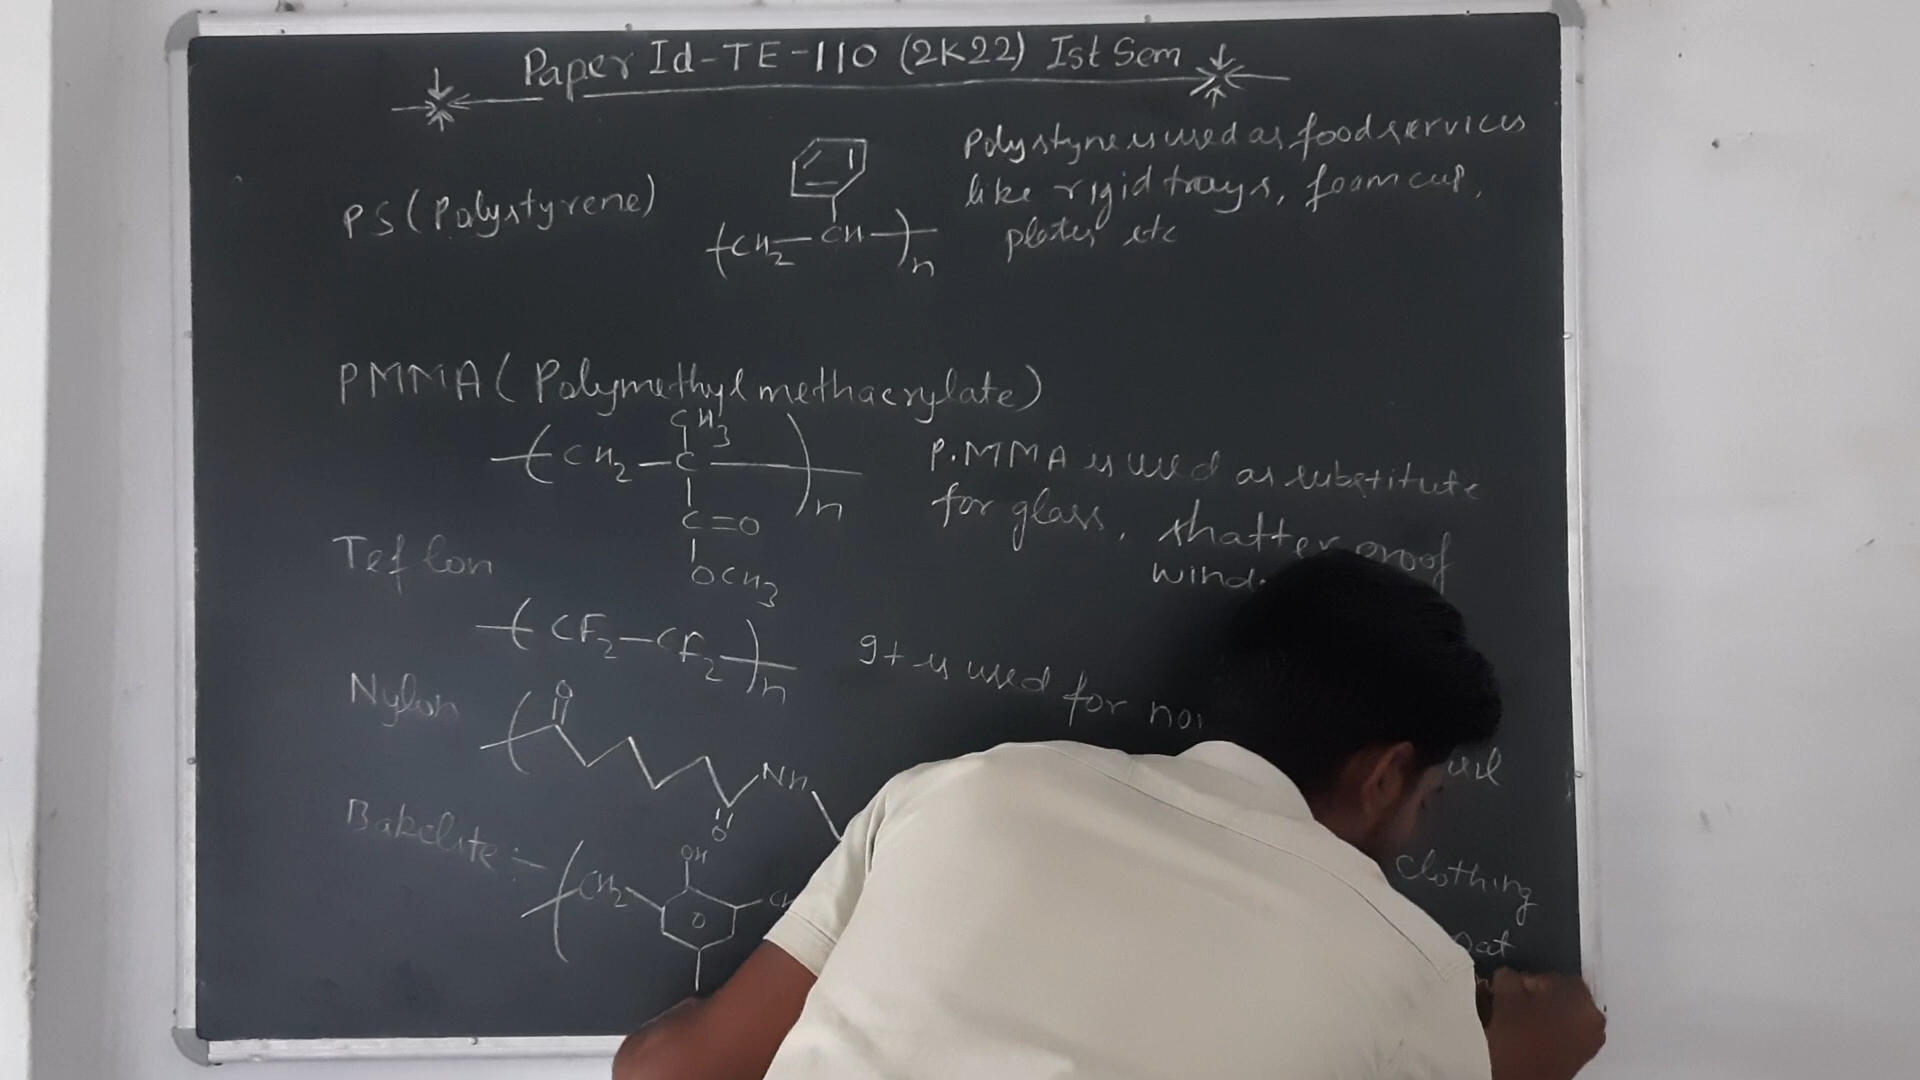 Paper Id-TE-110 (2K22) Ist Sem
PS (Polystyrene)
(CH2-CH)n
Polystyne is used as food services
like rigid trays, foam cup,
plates etc
PMMA (Polymethyl methacrylate)
CH3
(CH2-C)n
C=O
OCH3
P.MMA is used as substitute
for glass, shatter proof
Teflon
(CF2-CF2)n
It is used for
Nylon
O
NH
O
clothing
Bakelite :-
OH
CH2